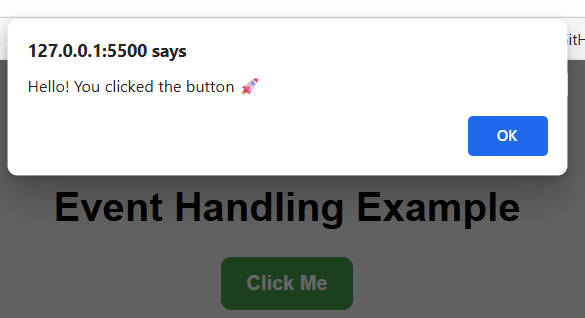 127.0.0.1:5500 says
Hello! You clicked the button 🚀
OK
Event Handling Example
Click Me